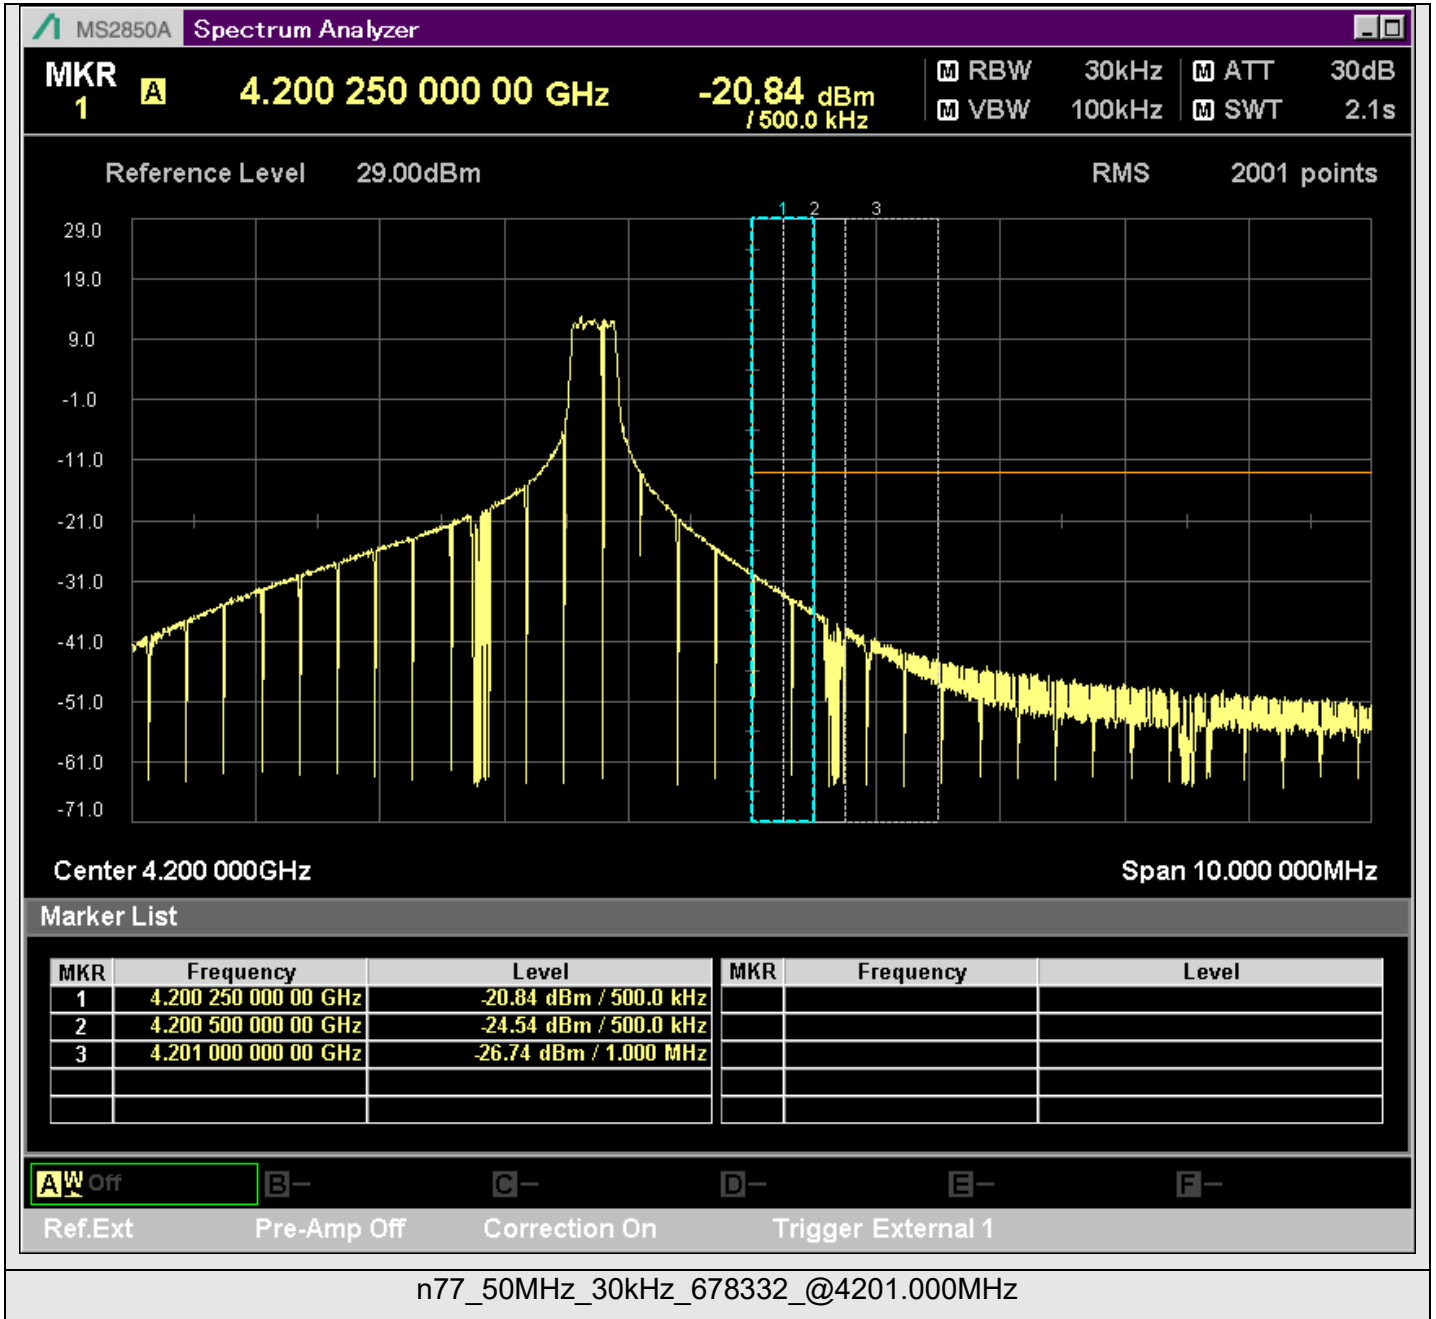 MS2850A Spectrum Analyzer
MKR 1 A 4.200 250 000 00 GHz -20.84 dBm / 500.0 kHz
M RBW 30kHz M ATT 30dB
M VBW 100kHz M SWT 2.1s
Reference Level 29.00dBm RMS 2001 points
1 2 3
29.0
19.0
9.0
-1.0
-11.0
-21.0
-31.0
-41.0
-51.0
-61.0
-71.0
Center 4.200 000GHz Span 10.000 000MHz
Marker List
MKR Frequency Level MKR Frequency Level
1 4.200 250 000 00 GHz -20.84 dBm / 500.0 kHz
2 4.200 500 000 00 GHz -24.54 dBm / 500.0 kHz
3 4.201 000 000 00 GHz -26.74 dBm / 1.000 MHz
A W Off B— C— D— E— F—
Ref.Ext Pre-Amp Off Correction On Trigger External 1
n77_50MHz_30kHz_678332_@4201.000MHz